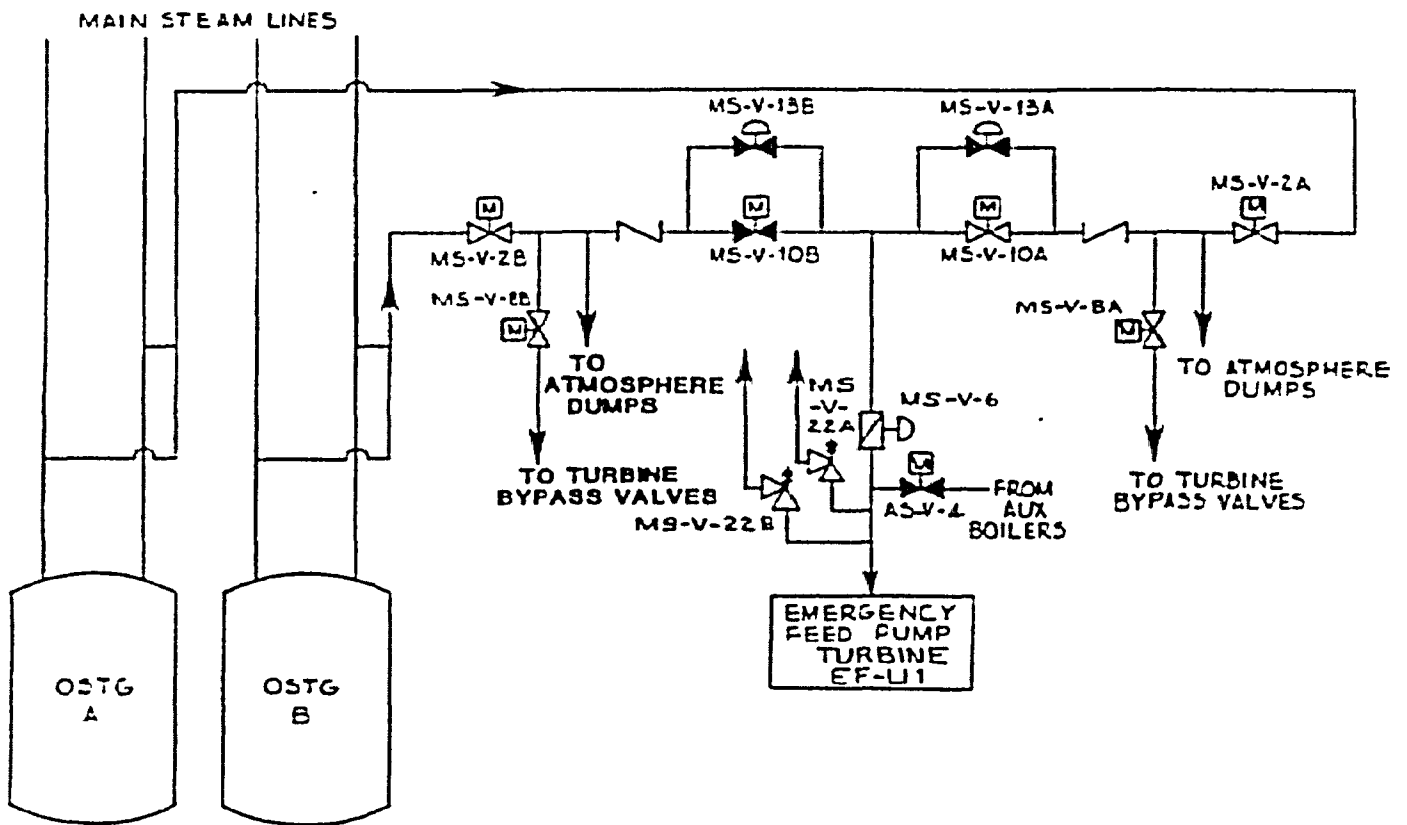 MAIN STEAM LINES
MS-V-13B
MS-V-13A
MS-V-2A
M
M
M
M
MS-V-2B
MS-V-10B
MS-V-10A
MS-V-8B
M
MS-V-8A
M
TO
ATMOSPHERE
DUMPS
TO ATMOSPHERE
DUMPS
MS
-V-
22A
MS-V-6
M
TO TURBINE
BYPASS VALVES
TO TURBINE
BYPASS VALVES
MS-V-22B
AS-V-4
FROM
AUX
BOILERS
EMERGENCY
FEED PUMP
TURBINE
EF-U1
OSTG
A
OSTG
B